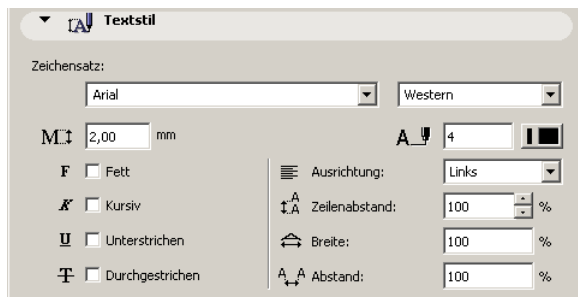 Textstil
Zeichensatz:
Arial Western
M 2,00 mm A 4
F Fett Ausrichtung: Links
K Kursiv A A Zeilenabstand: 100 %
U Unterstrichen Breite: 100 %
T Durchgestrichen A A Abstand: 100 %